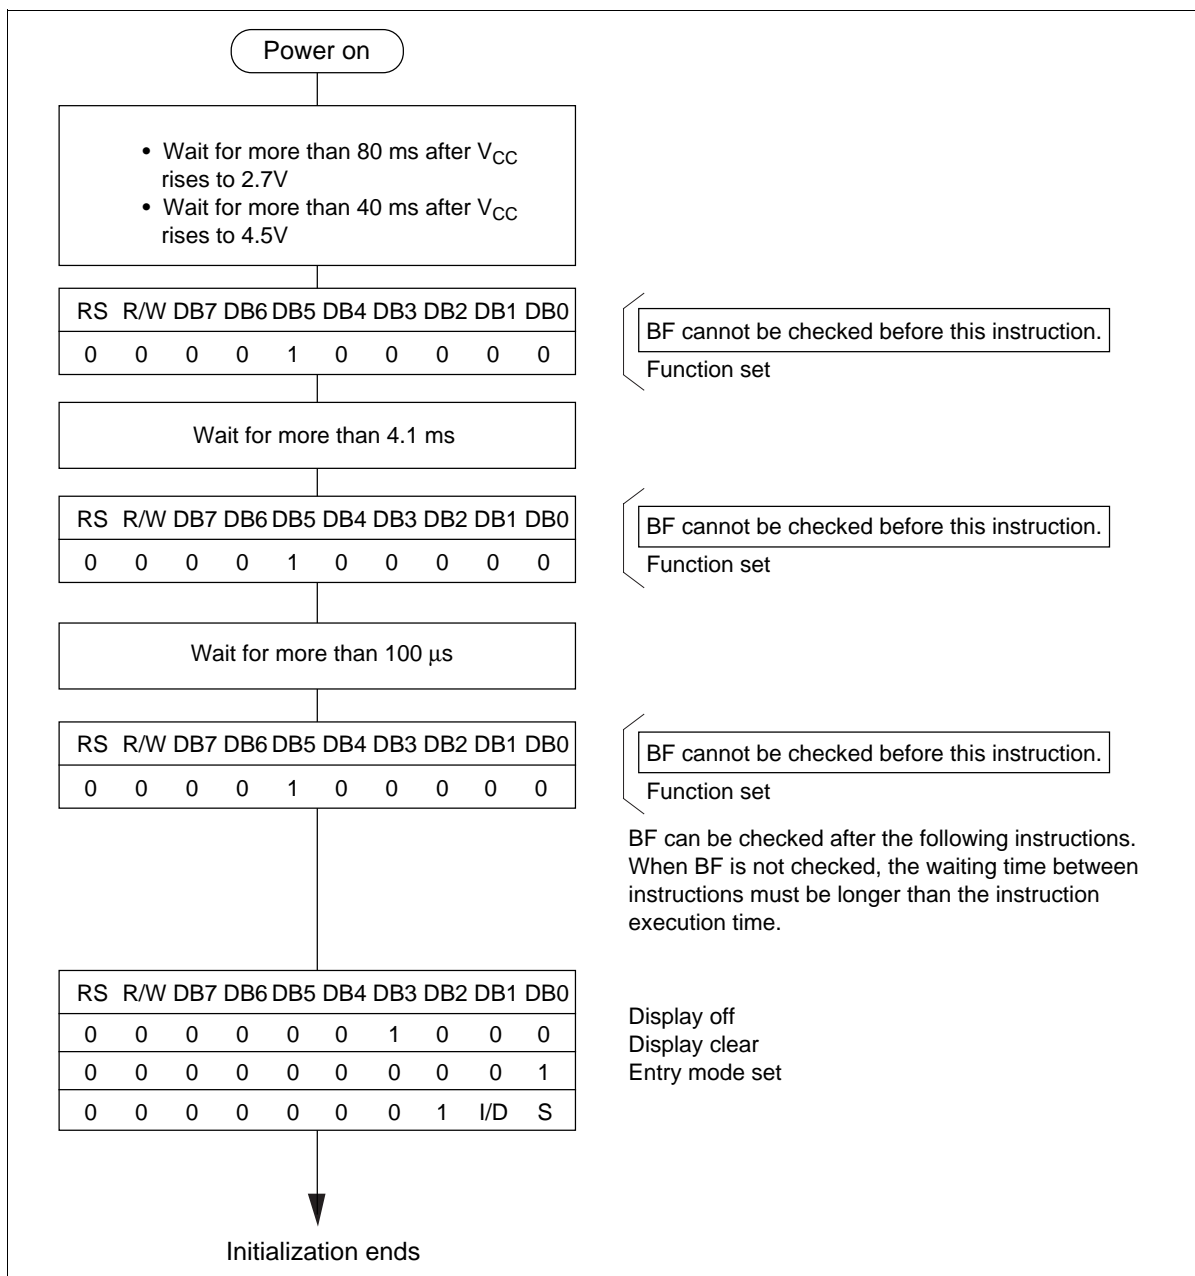 Power on
• Wait for more than 80 ms after VCC
rises to 2.7V
• Wait for more than 40 ms after VCC
rises to 4.5V
RS R/W DB7 DB6 DB5 DB4 DB3 DB2 DB1 DB0
0 0 0 0 1 0 0 0 0 0
BF cannot be checked before this instruction.
Function set
Wait for more than 4.1 ms
RS R/W DB7 DB6 DB5 DB4 DB3 DB2 DB1 DB0
0 0 0 0 1 0 0 0 0 0
BF cannot be checked before this instruction.
Function set
Wait for more than 100 μs
RS R/W DB7 DB6 DB5 DB4 DB3 DB2 DB1 DB0
0 0 0 0 1 0 0 0 0 0
BF cannot be checked before this instruction.
Function set
BF can be checked after the following instructions.
When BF is not checked, the waiting time between
instructions must be longer than the instruction
execution time.
RS R/W DB7 DB6 DB5 DB4 DB3 DB2 DB1 DB0
0 0 0 0 0 0 1 0 0 0
0 0 0 0 0 0 0 0 0 1
0 0 0 0 0 0 0 1 I/D S
Display off
Display clear
Entry mode set
Initialization ends